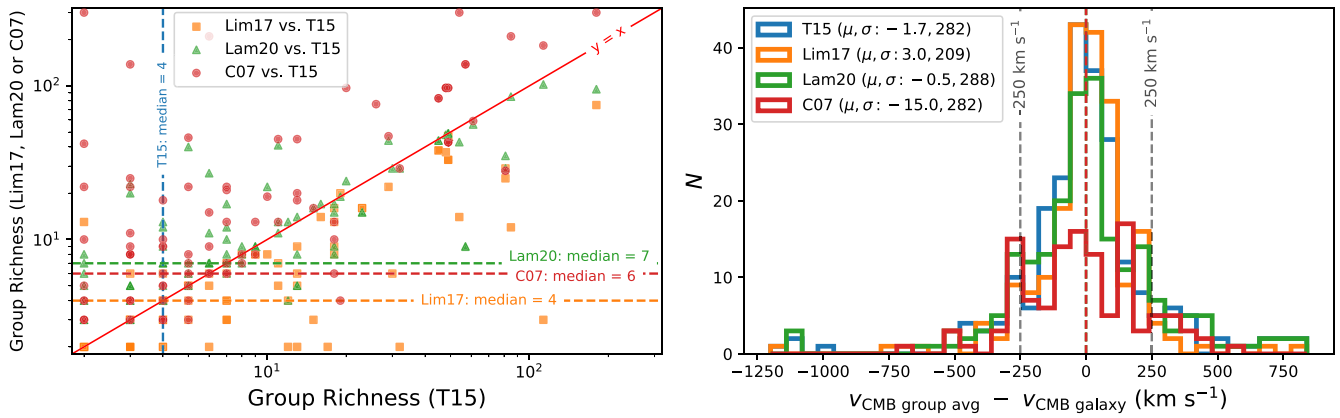 Group Richness (Lim17, Lam20 or C07)
10²
10¹
Lim17 vs. T15
Lam20 vs. T15
C07 vs. T15
T15: median = 4
y = x
Lam20: median = 7
C07: median = 6
Lim17: median = 4
10¹
10²
Group Richness (T15)
N
40
30
20
10
0
T15 (μ, σ: −1.7, 282)
Lim17 (μ, σ: 3.0, 209)
Lam20 (μ, σ: −0.5, 288)
C07 (μ, σ: −15.0, 282)
−250 km s⁻¹
250 km s⁻¹
−1250
−1000
−750
−500
−250
0
250
500
750
v_CMB group avg − v_CMB galaxy (km s⁻¹)